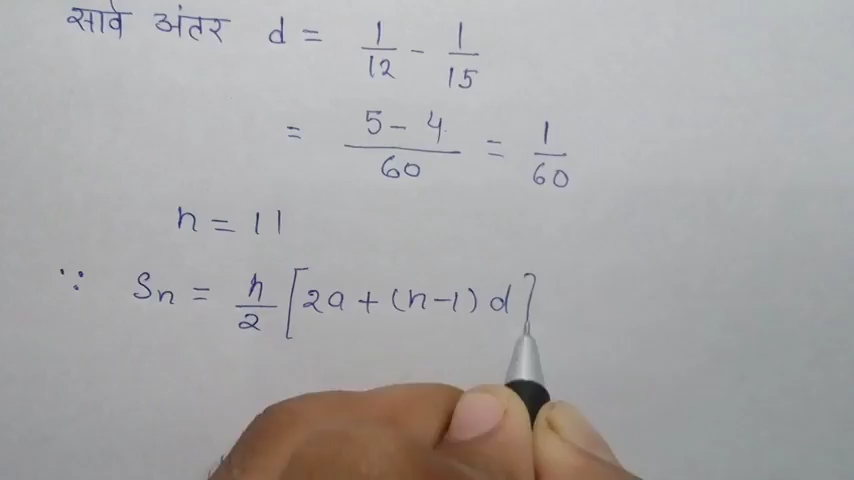 सार्व अंतर d = 1/12 - 1/15
= 5 - 4/60 = 1/60
n = 11
∵ Sn = n/2 [2a + (n-1) d]